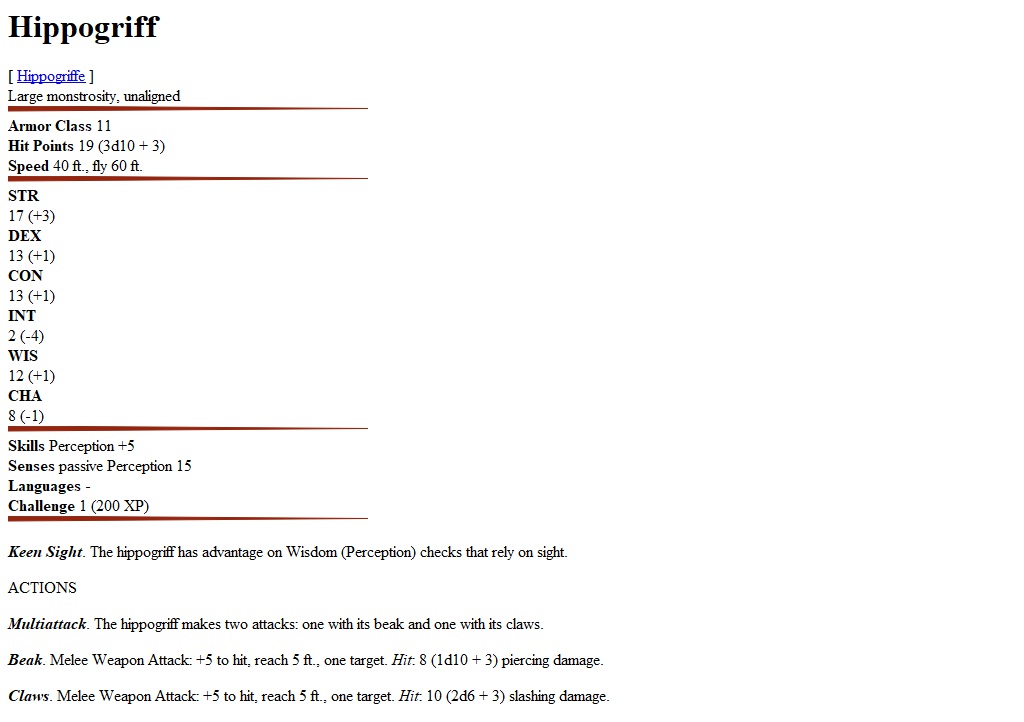 Hippogriff
[ Hippogriffe ]
Large monstrosity, unaligned
Armor Class 11
Hit Points 19 (3d10 + 3)
Speed 40 ft., fly 60 ft.
STR
17 (+3)
DEX
13 (+1)
CON
13 (+1)
INT
2 (-4)
WIS
12 (+1)
CHA
8 (-1)
Skills Perception +5
Senses passive Perception 15
Languages -
Challenge 1 (200 XP)
Keen Sight. The hippogriff has advantage on Wisdom (Perception) checks that rely on sight.
ACTIONS
Multiattack. The hippogriff makes two attacks: one with its beak and one with its claws.
Beak. Melee Weapon Attack: +5 to hit, reach 5 ft., one target. Hit: 8 (1d10 + 3) piercing damage.
Claws. Melee Weapon Attack: +5 to hit, reach 5 ft., one target. Hit: 10 (2d6 + 3) slashing damage.